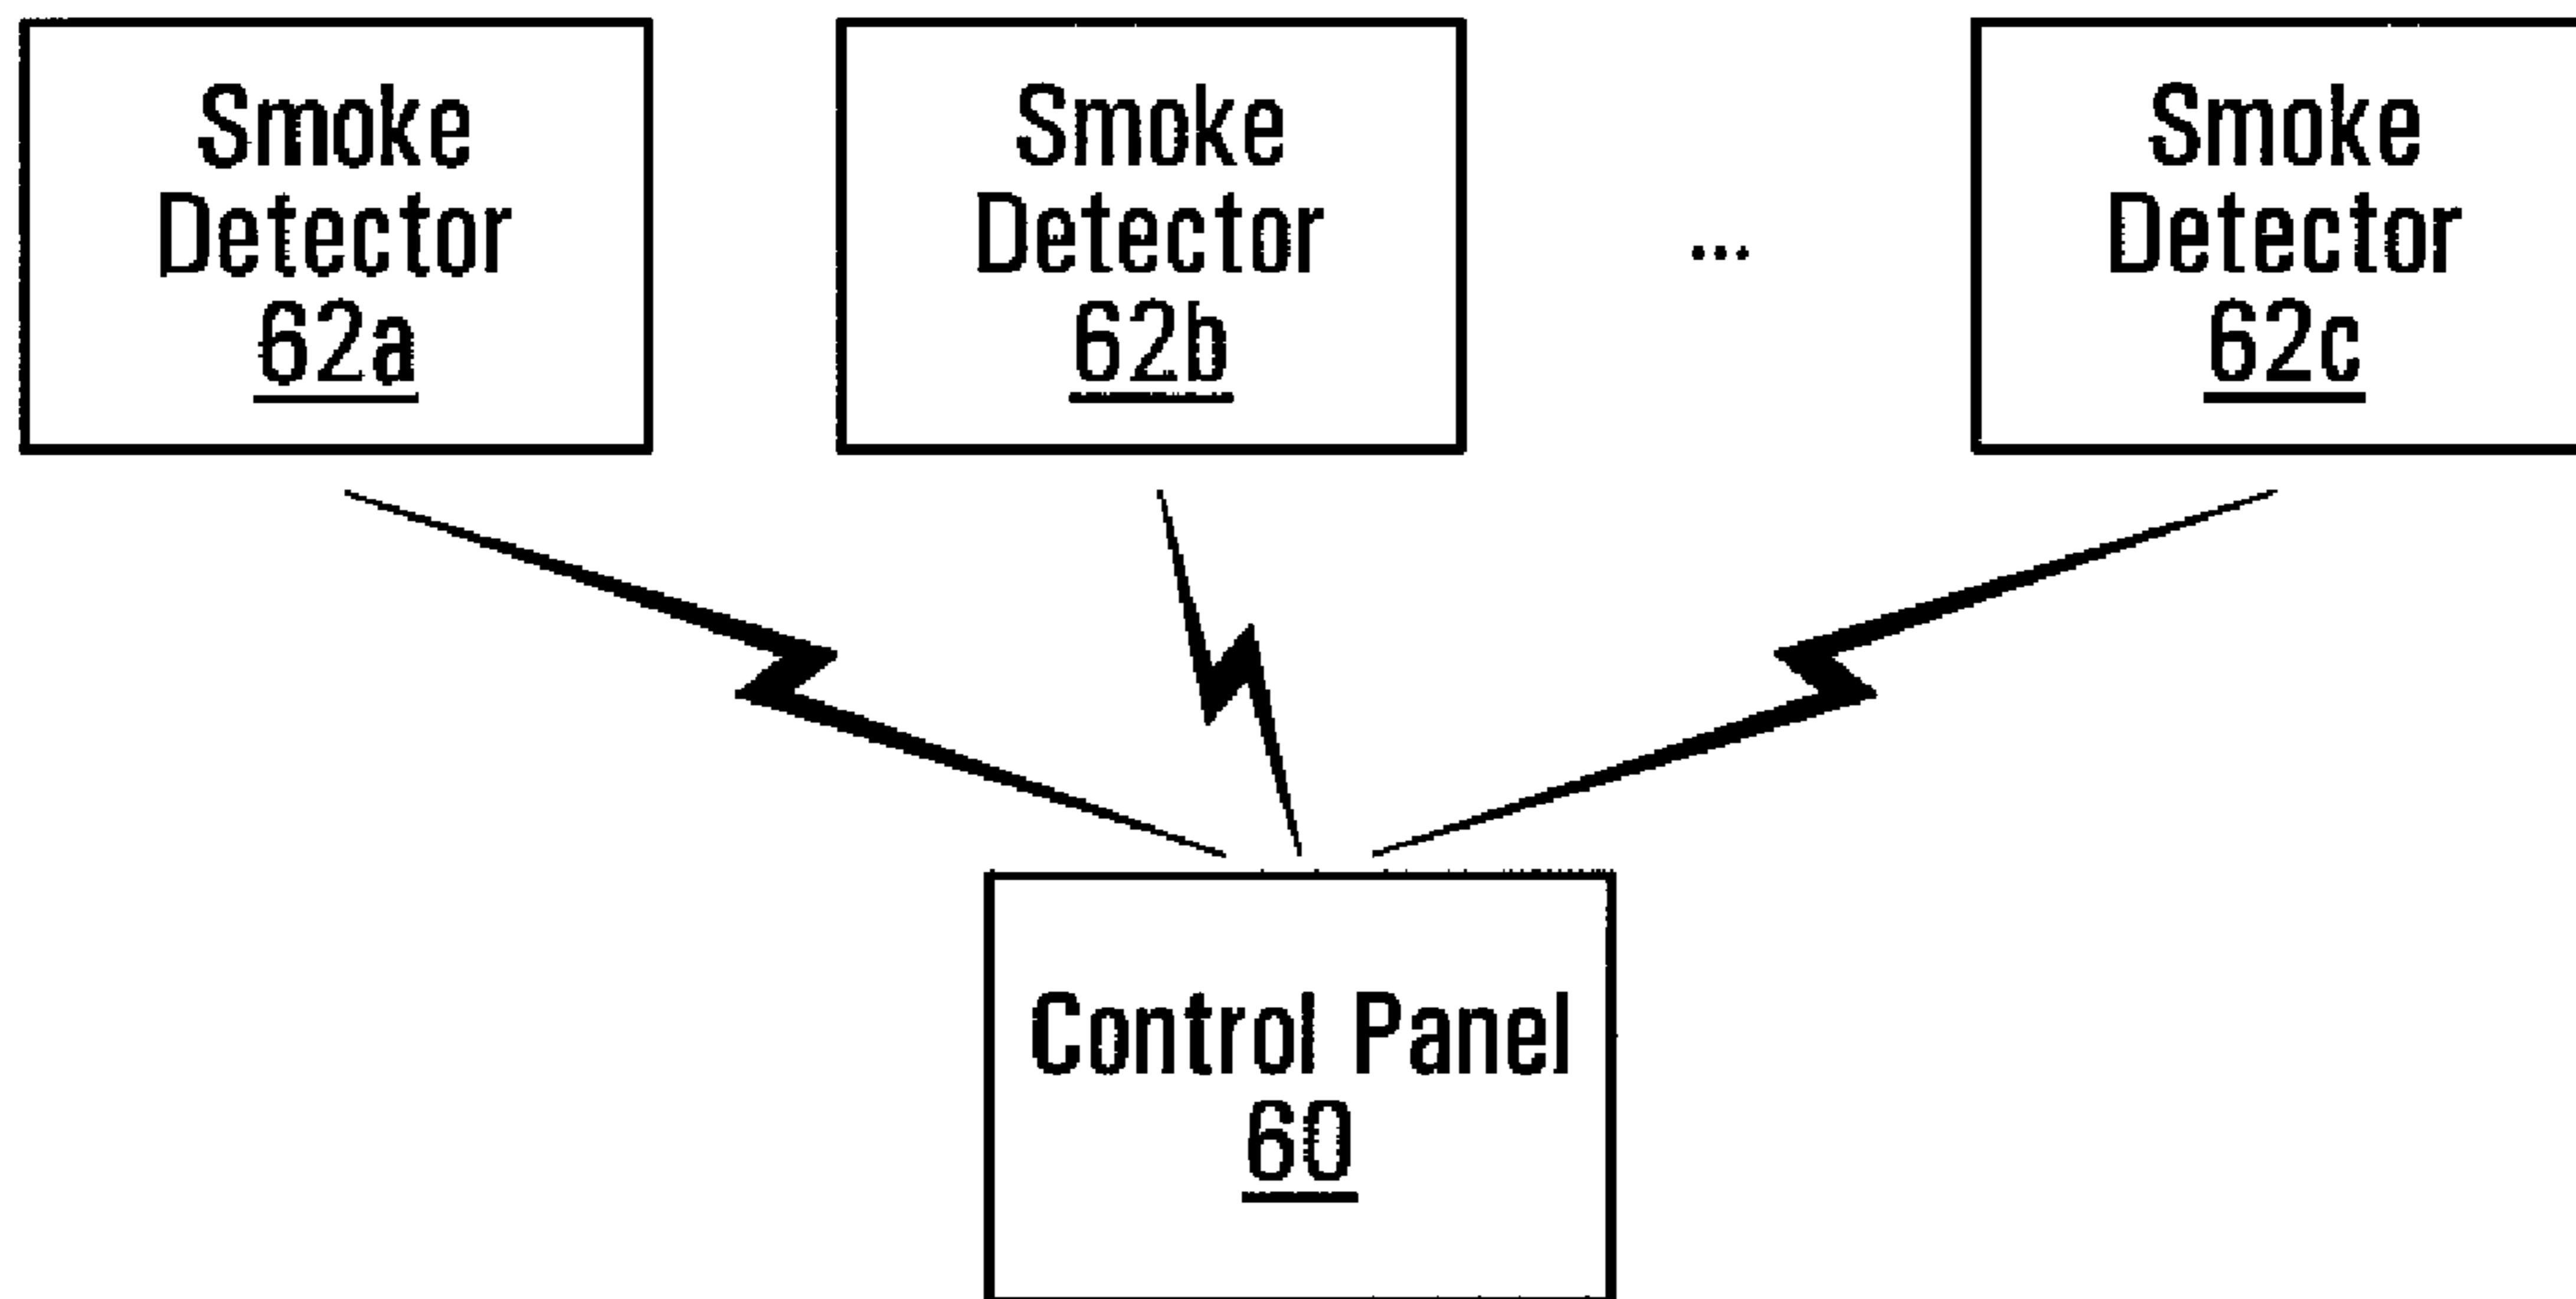 Smoke
Detector
62a
Smoke
Detector
62b
...
Smoke
Detector
62c
Control Panel
60